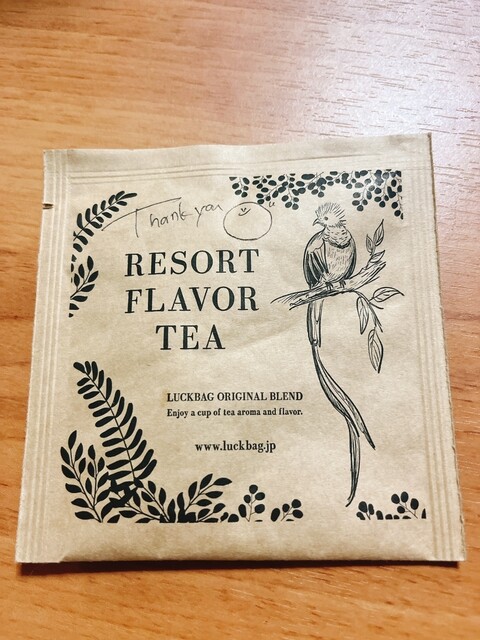 Thank you
RESORT
FLAVOR
TEA
LUCKBAG ORIGINAL BLEND
Enjoy a cup of tea aroma and flavor.
www.luckbag.jp